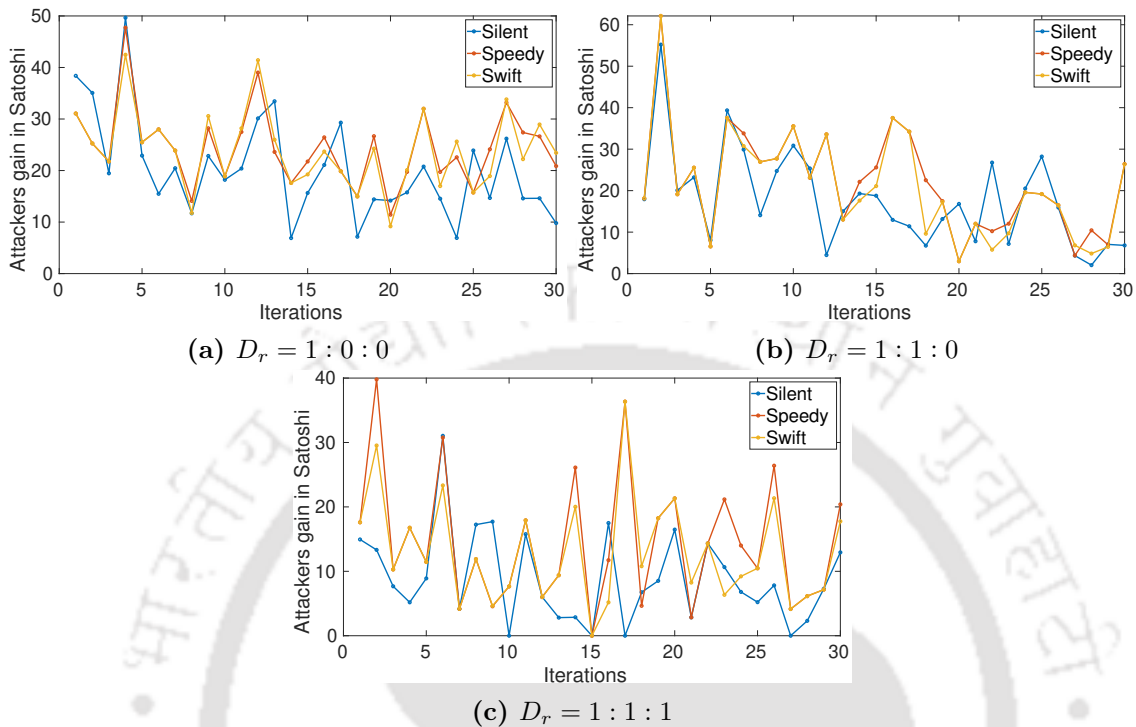 Attackers gain in Satoshi
50
40
30
20
10
0
0 5 10 15 20 25 30
Iterations
Silent
Speedy
Swift
(a) D_r = 1 : 0 : 0
Attackers gain in Satoshi
60
50
40
30
20
10
0
0 5 10 15 20 25 30
Iterations
Silent
Speedy
Swift
(b) D_r = 1 : 1 : 0
Attackers gain in Satoshi
40
30
20
10
0
0 5 10 15 20 25 30
Iterations
Silent
Speedy
Swift
(c) D_r = 1 : 1 : 1